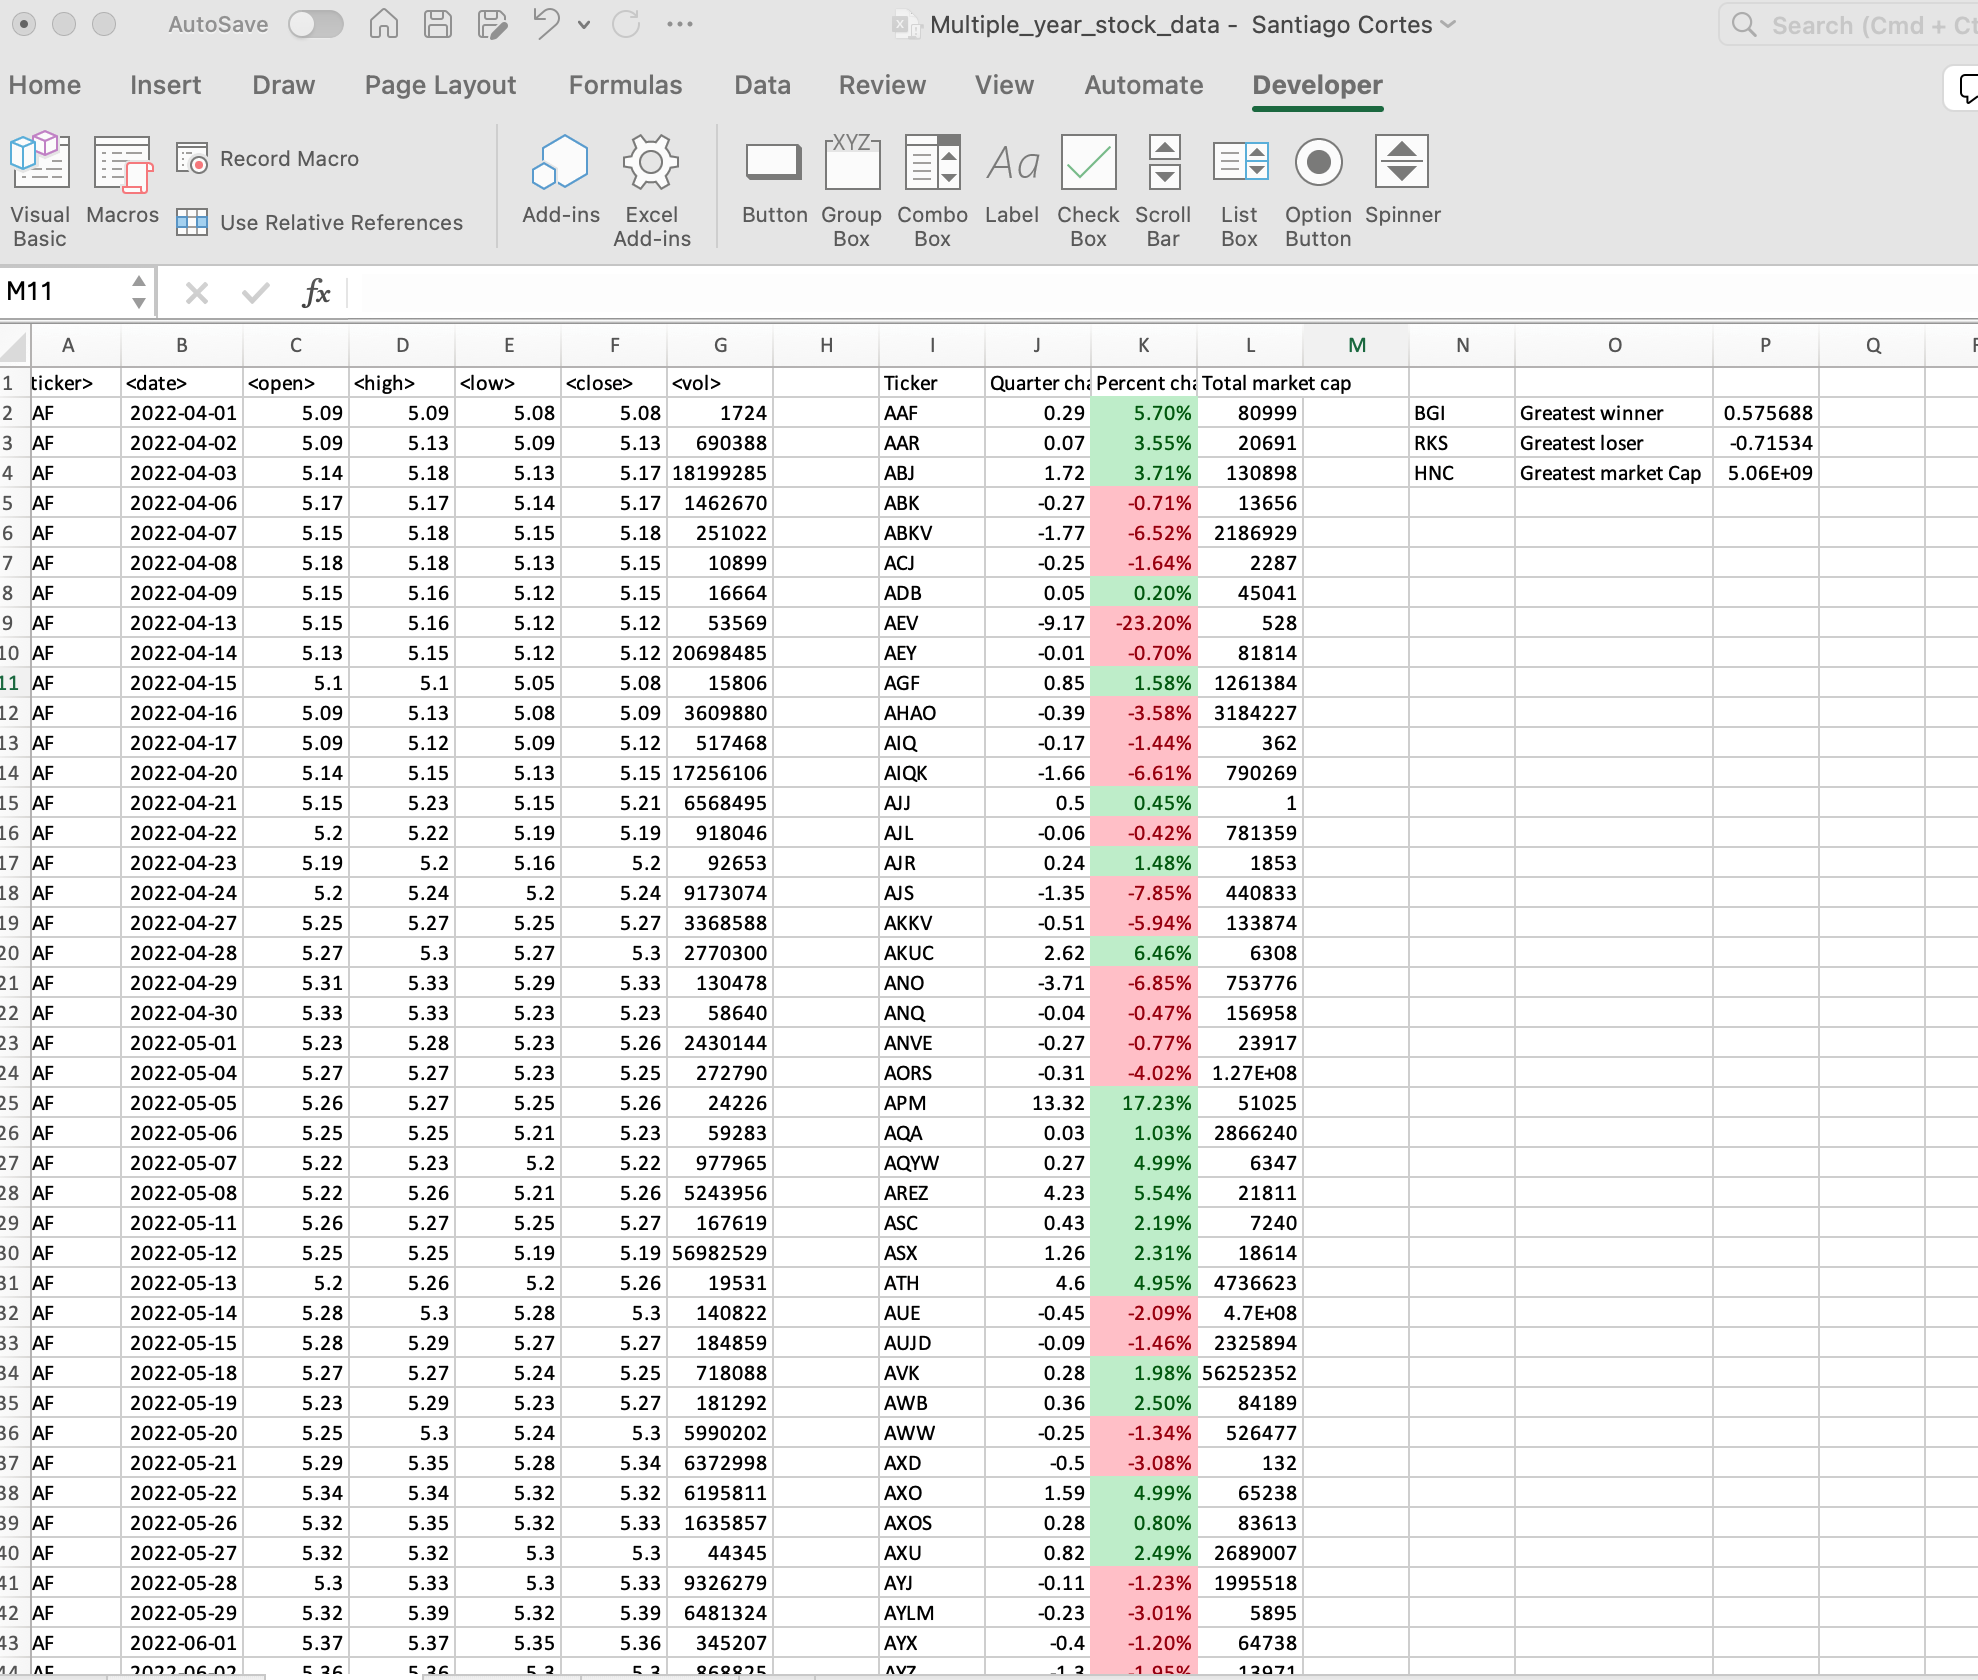 AutoSave Multiple_year_stock_data - Santiago Cortes Search (Cmd + Ct
Home Insert Draw Page Layout Formulas Data Review View Automate Developer
Visual Basic Macros Record Macro Use Relative References Add-ins Excel Add-ins Button Group Box Combo Box Label Check Box Scroll Bar List Box Option Button Spinner
M11 fx
A B C D E F G H I J K L M N O P Q
1 ticker> <date> <open> <high> <low> <close> <vol> Ticker Quarter cha Percent cha Total market cap
2 AF 2022-04-01 5.09 5.09 5.08 5.08 1724 AAF 0.29 5.70% 80999 BGI Greatest winner 0.575688
3 AF 2022-04-02 5.09 5.13 5.09 5.13 690388 AAR 0.07 3.55% 20691 RKS Greatest loser -0.71534
4 AF 2022-04-03 5.14 5.18 5.13 5.17 18199285 ABJ 1.72 3.71% 130898 HNC Greatest market Cap 5.06E+09
5 AF 2022-04-06 5.17 5.17 5.14 5.17 1462670 ABK -0.27 -0.71% 13656
6 AF 2022-04-07 5.15 5.18 5.15 5.18 251022 ABKV -1.77 -6.52% 2186929
7 AF 2022-04-08 5.18 5.18 5.13 5.15 10899 ACJ -0.25 -1.64% 2287
8 AF 2022-04-09 5.15 5.16 5.12 5.15 16664 ADB 0.05 0.20% 45041
9 AF 2022-04-13 5.15 5.16 5.12 5.12 53569 AEV -9.17 -23.20% 528
10 AF 2022-04-14 5.13 5.15 5.12 5.12 20698485 AEY -0.01 -0.70% 81814
11 AF 2022-04-15 5.1 5.1 5.05 5.08 15806 AGF 0.85 1.58% 1261384
12 AF 2022-04-16 5.09 5.13 5.08 5.09 3609880 AHAO -0.39 -3.58% 3184227
13 AF 2022-04-17 5.09 5.12 5.09 5.12 517468 AIQ -0.17 -1.44% 362
14 AF 2022-04-20 5.14 5.15 5.13 5.15 17256106 AIQK -1.66 -6.61% 790269
15 AF 2022-04-21 5.15 5.23 5.15 5.21 6568495 AJJ 0.5 0.45% 1
16 AF 2022-04-22 5.2 5.22 5.19 5.19 918046 AJL -0.06 -0.42% 781359
17 AF 2022-04-23 5.19 5.2 5.16 5.2 92653 AJR 0.24 1.48% 1853
18 AF 2022-04-24 5.2 5.24 5.2 5.24 9173074 AJS -1.35 -7.85% 440833
19 AF 2022-04-27 5.25 5.27 5.25 5.27 3368588 AKKV -0.51 -5.94% 133874
20 AF 2022-04-28 5.27 5.3 5.27 5.3 2770300 AKUC 2.62 6.46% 6308
21 AF 2022-04-29 5.31 5.33 5.29 5.33 130478 ANO -3.71 -6.85% 753776
22 AF 2022-04-30 5.33 5.33 5.23 5.23 58640 ANQ -0.04 -0.47% 156958
23 AF 2022-05-01 5.23 5.28 5.23 5.26 2430144 ANVE -0.27 -0.77% 23917
24 AF 2022-05-04 5.27 5.27 5.23 5.25 272790 AORS -0.31 -4.02% 1.27E+08
25 AF 2022-05-05 5.26 5.27 5.25 5.26 24226 APM 13.32 17.23% 51025
26 AF 2022-05-06 5.25 5.25 5.21 5.23 59283 AQA 0.03 1.03% 2866240
27 AF 2022-05-07 5.22 5.23 5.2 5.22 977965 AQYW 0.27 4.99% 6347
28 AF 2022-05-08 5.22 5.26 5.21 5.26 5243956 AREZ 4.23 5.54% 21811
29 AF 2022-05-11 5.26 5.27 5.25 5.27 167619 ASC 0.43 2.19% 7240
30 AF 2022-05-12 5.25 5.25 5.19 5.19 56982529 ASX 1.26 2.31% 18614
31 AF 2022-05-13 5.2 5.26 5.2 5.26 19531 ATH 4.6 4.95% 4736623
32 AF 2022-05-14 5.28 5.3 5.28 5.3 140822 AUE -0.45 -2.09% 4.7E+08
33 AF 2022-05-15 5.28 5.29 5.27 5.27 184859 AUJD -0.09 -1.46% 2325894
34 AF 2022-05-18 5.27 5.27 5.24 5.25 718088 AVK 0.28 1.98% 56252352
35 AF 2022-05-19 5.23 5.29 5.23 5.27 181292 AWB 0.36 2.50% 84189
36 AF 2022-05-20 5.25 5.3 5.24 5.3 5990202 AWW -0.25 -1.34% 526477
37 AF 2022-05-21 5.29 5.35 5.28 5.34 6372998 AXD -0.5 -3.08% 132
38 AF 2022-05-22 5.34 5.34 5.32 5.32 6195811 AXO 1.59 4.99% 65238
39 AF 2022-05-26 5.32 5.35 5.32 5.33 1635857 AXOS 0.28 0.80% 83613
40 AF 2022-05-27 5.32 5.32 5.3 5.3 44345 AXU 0.82 2.49% 2689007
41 AF 2022-05-28 5.3 5.33 5.3 5.33 9326279 AYJ -0.11 -1.23% 1995518
42 AF 2022-05-29 5.32 5.39 5.32 5.39 6481324 AYLM -0.23 -3.01% 5895
43 AF 2022-06-01 5.37 5.37 5.35 5.36 345207 AYX -0.4 -1.20% 64738
44 AF 2022-06-02 5.36 5.36 5.3 5.3 868825 AYZ -1.3 -1.95% 13971